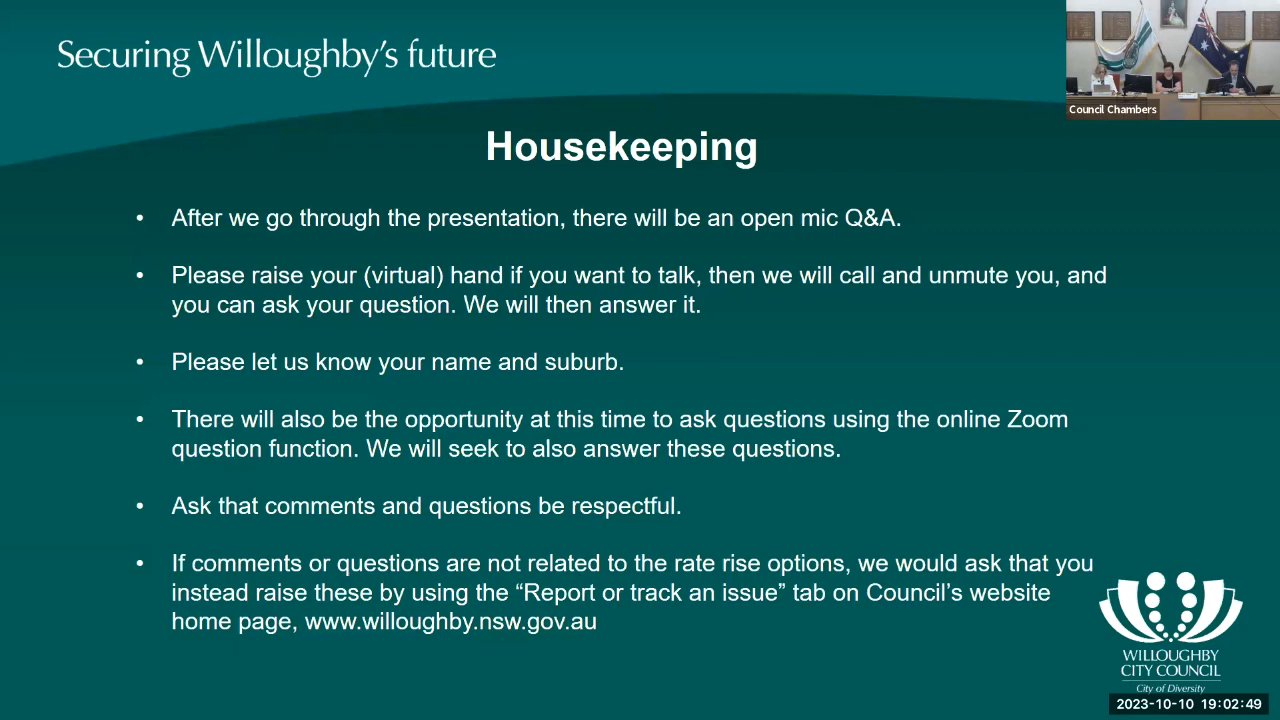 Securing Willoughby's future
Council Chambers
Housekeeping
• After we go through the presentation, there will be an open mic Q&A.
• Please raise your (virtual) hand if you want to talk, then we will call and unmute you, and
you can ask your question. We will then answer it.
• Please let us know your name and suburb.
• There will also be the opportunity at this time to ask questions using the online Zoom
question function. We will seek to also answer these questions.
• Ask that comments and questions be respectful.
• If comments or questions are not related to the rate rise options, we would ask that you
instead raise these by using the “Report or track an issue” tab on Council’s website
home page, www.willoughby.nsw.gov.au
WILLOUGHBY
CITY COUNCIL
City of Diversity
2023-10-10 19:02:49